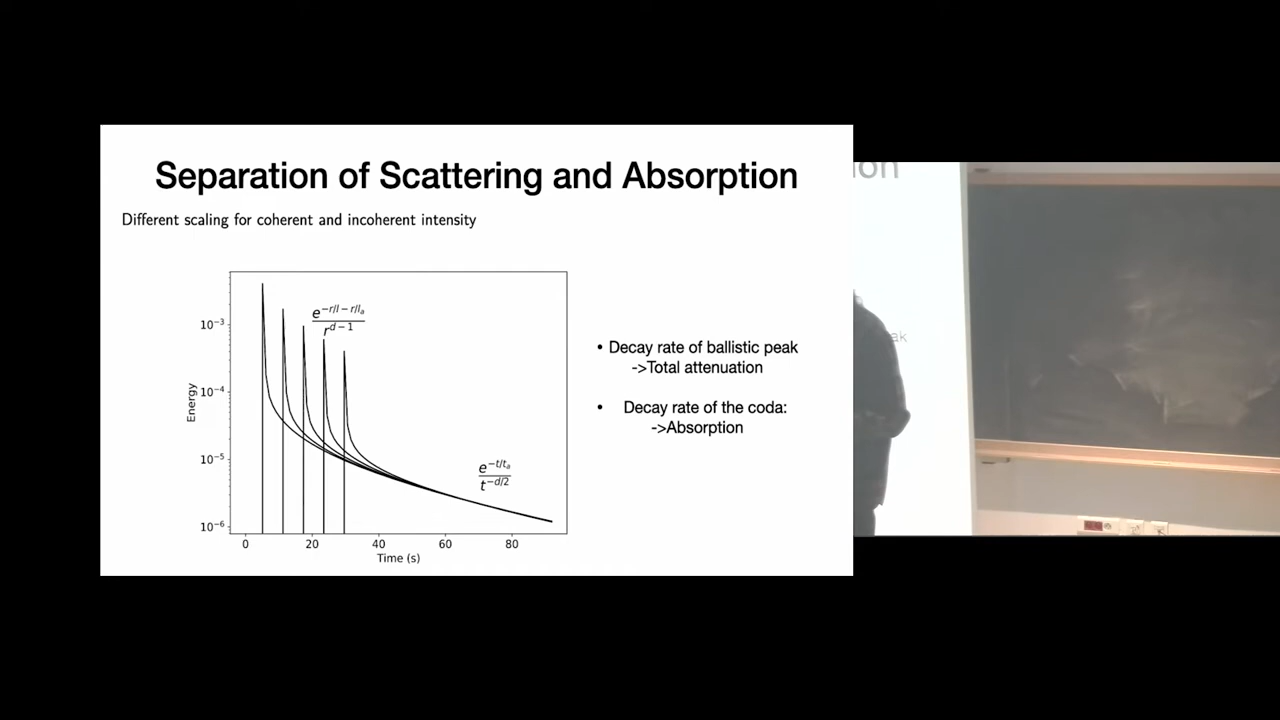 Separation of Scattering and Absorption
Different scaling for coherent and incoherent intensity
e^{-r/l-r/l_a}
r^{d-1}
10^{-3}
10^{-4}
10^{-5}
10^{-6}
Energy
e^{-t/t_a}
t^{-d/2}
0 20 40 60 80
Time (s)
• Decay rate of ballistic peak
->Total attenuation
• Decay rate of the coda:
->Absorption
ion
ak